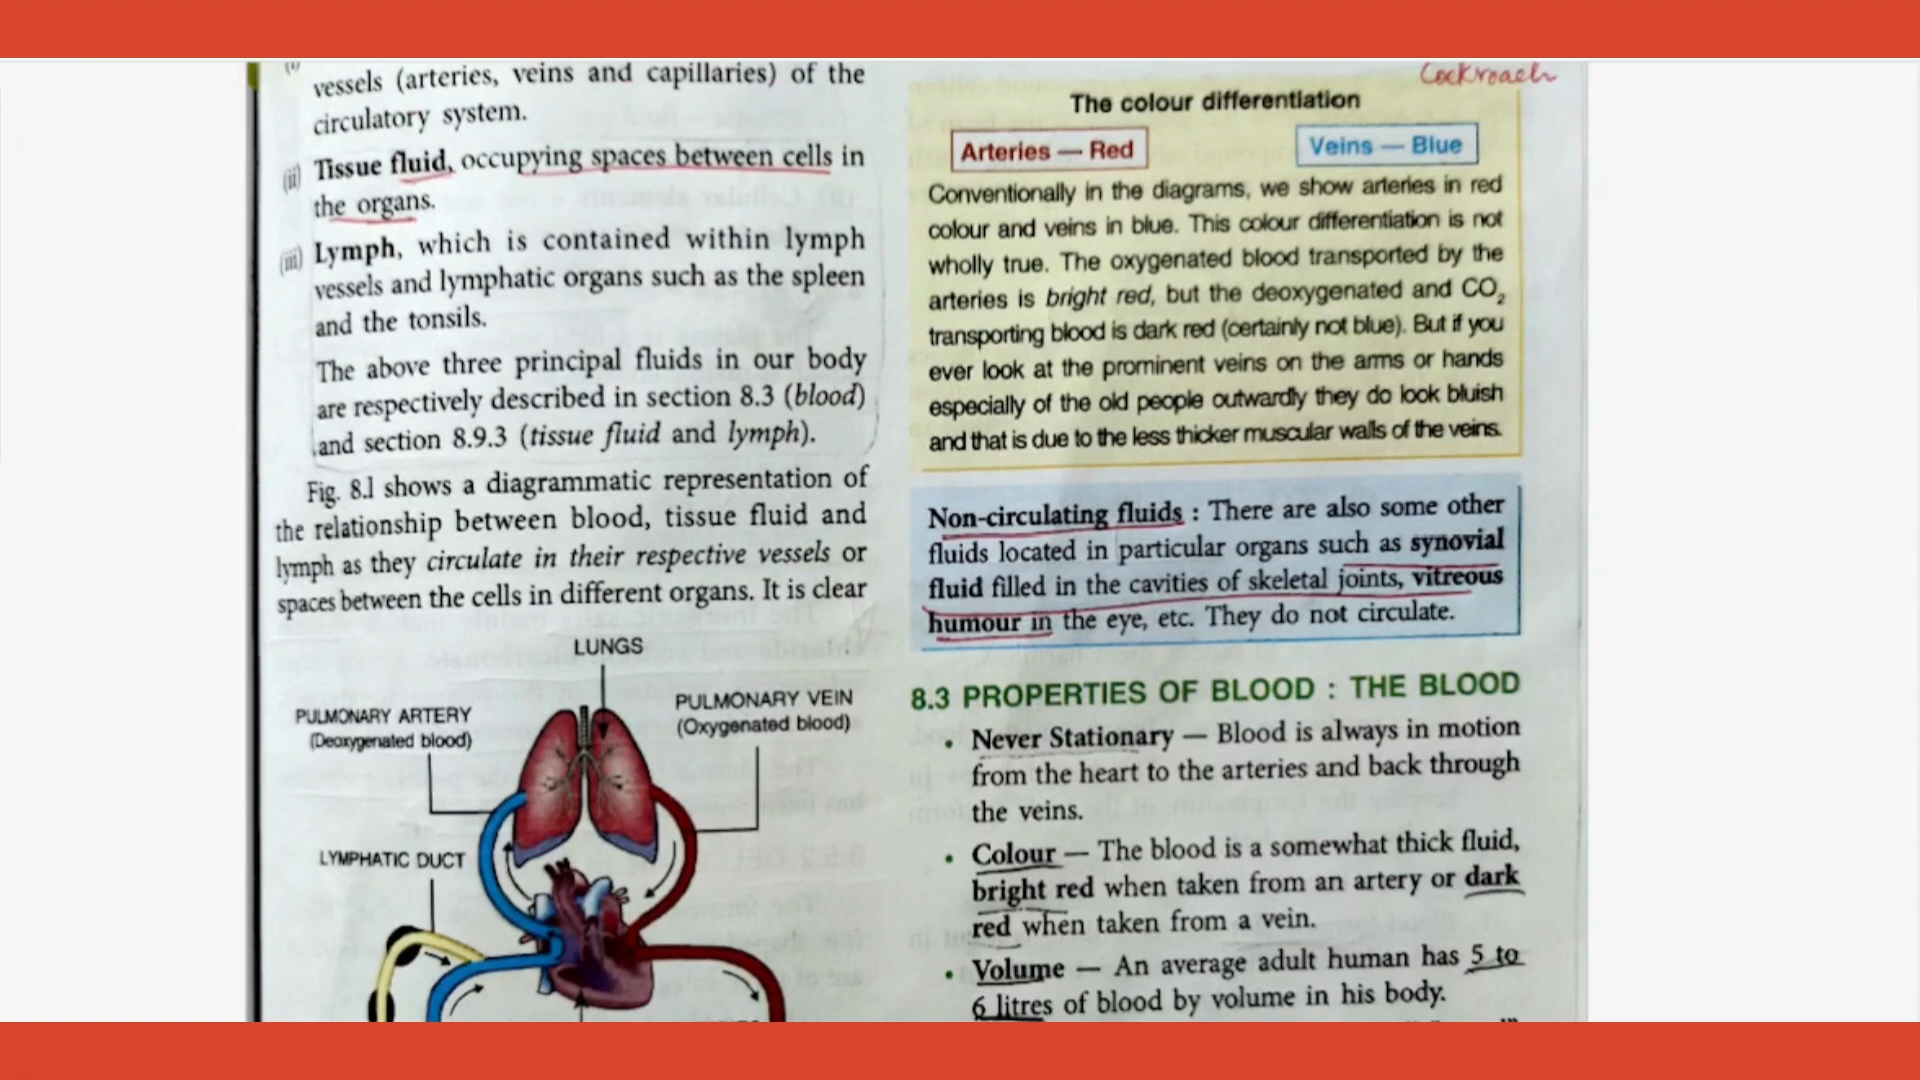 vessels (arteries, veins and capillaries) of the
circulatory system.
(ii) Tissue fluid, occupying spaces between cells in
the organs.
(iii) Lymph, which is contained within lymph
vessels and lymphatic organs such as the spleen
and the tonsils.
The above three principal fluids in our body
are respectively described in section 8.3 (blood)
and section 8.9.3 (tissue fluid and lymph).
Fig. 8.1 shows a diagrammatic representation of
the relationship between blood, tissue fluid and
lymph as they circulate in their respective vessels or
spaces between the cells in different organs. It is clear
LUNGS
PULMONARY VEIN
(Oxygenated blood)
PULMONARY ARTERY
(Deoxygenated blood)
LYMPHATIC DUCT
Cockroach
The colour differentiation
Arteries — Red
Veins — Blue
Conventionally in the diagrams, we show arteries in red
colour and veins in blue. This colour differentiation is not
wholly true. The oxygenated blood transported by the
arteries is bright red, but the deoxygenated and CO₂
transporting blood is dark red (certainly not blue). But if you
ever look at the prominent veins on the arms or hands
especially of the old people outwardly they do look bluish
and that is due to the less thicker muscular walls of the veins.
Non-circulating fluids : There are also some other
fluids located in particular organs such as synovial
fluid filled in the cavities of skeletal joints, vitreous
humour in the eye, etc. They do not circulate.
8.3 PROPERTIES OF BLOOD : THE BLOOD
• Never Stationary — Blood is always in motion
from the heart to the arteries and back through
the veins.
• Colour — The blood is a somewhat thick fluid,
bright red when taken from an artery or dark
red when taken from a vein.
• Volume — An average adult human has 5 to
6 litres of blood by volume in his body.